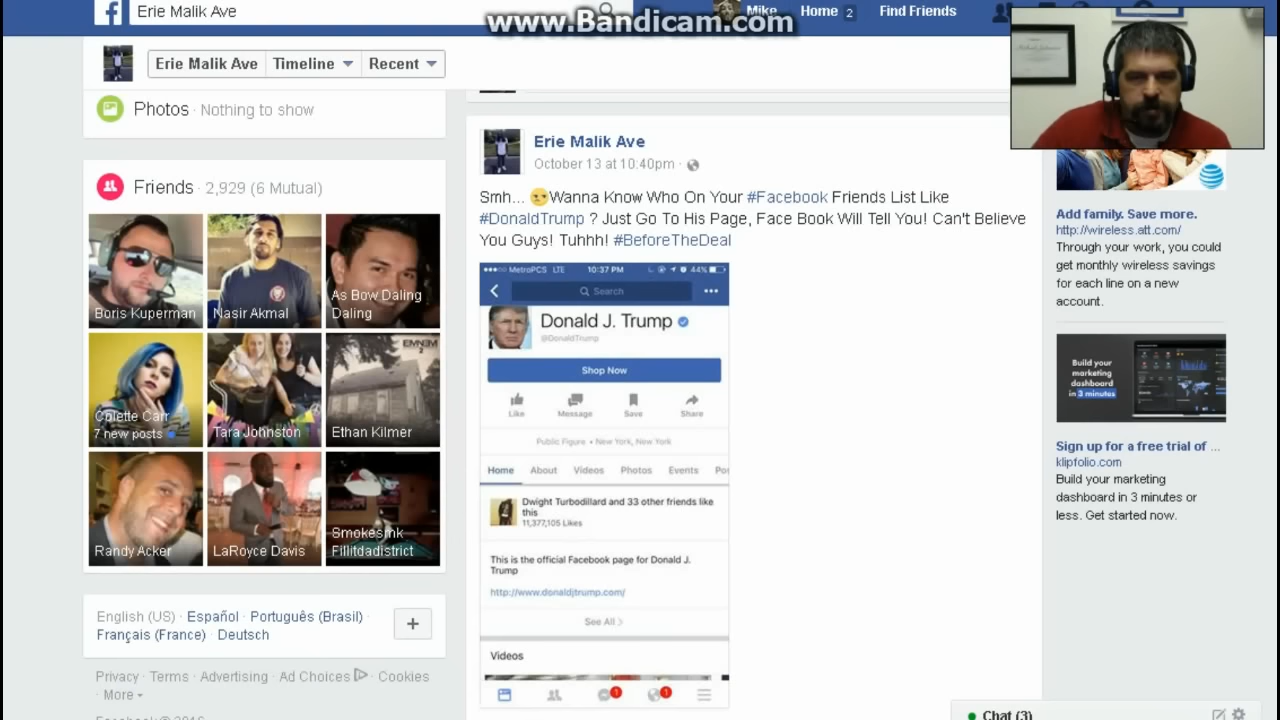 www.Bandicam.com
Erie Malik Ave
Mike
Home 2
Find Friends
Erie Malik Ave
Timeline
Recent
Photos · Nothing to show
Friends · 2,929 (6 Mutual)
Boris Kuperman
Nasir Akmal
As Bow Daling
Daling
Colette Carr
7 new posts
Tara Johnston
EMINEM
2
Ethan Kilmer
Randy Acker
LaRoyce Davis
Smokesmk
Fillitdadistrict
English (US) · Español · Português (Brasil) ·
Français (France) · Deutsch
+
Privacy · Terms · Advertising · Ad Choices · Cookies
· More
Erie Malik Ave
October 13 at 10:40pm ·
Smh... Wanna Know Who On Your #Facebook Friends List Like
#DonaldTrump ? Just Go To His Page, Face Book Will Tell You! Can't Believe
You Guys! Tuhhh! #BeforeTheDeal
MetroPCS LTE 10:37 PM 44%
Search
Donald J. Trump
@DonaldTrump
Shop Now
Like Message Save Share
Public Figure • New York, New York
Home About Videos Photos Events Pos
Dwight Turbodillard and 33 other friends like
this
11,377,105 Likes
This is the official Facebook page for Donald J.
Trump
http://www.donaldjtrump.com/
See All >
Videos
1 1
at&t
Add family. Save more.
http://wireless.att.com/
Through your work, you could
get monthly wireless savings
for each line on a new
account.
Build your
marketing
dashboard
in 3 minutes
Sign up for a free trial of ...
klipfolio.com
Build your marketing
dashboard in 3 minutes or
less. Get started now.
Chat (3)